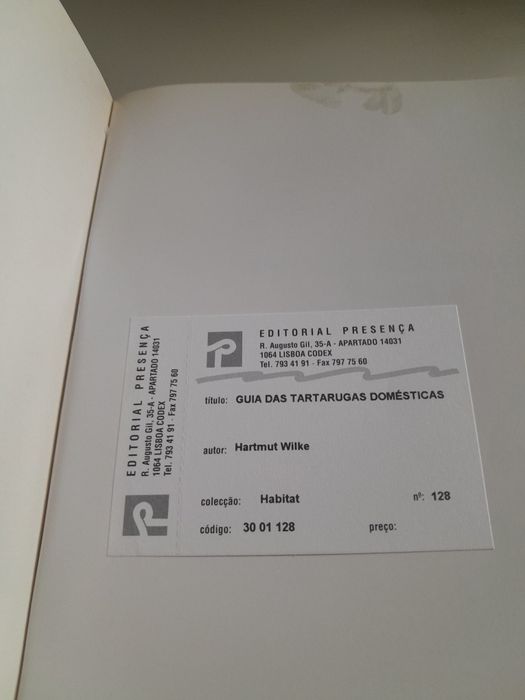 EDITORIAL PRESENÇA
R. Augusto Gil, 35-A - APARTADO 14031
1064 LISBOA CODEX
Tel. 793 41 91 - Fax 797 75 60
EDITORIAL PRESENÇA
R. Augusto Gil, 35-A - APARTADO 14031
1064 LISBOA CODEX
Tel. 793 41 91 - Fax 797 75 60
título: GUIA DAS TARTARUGAS DOMÉSTICAS
autor: Hartmut Wilke
colecção: Habitat nº: 128
código: 30 01 128 preço: